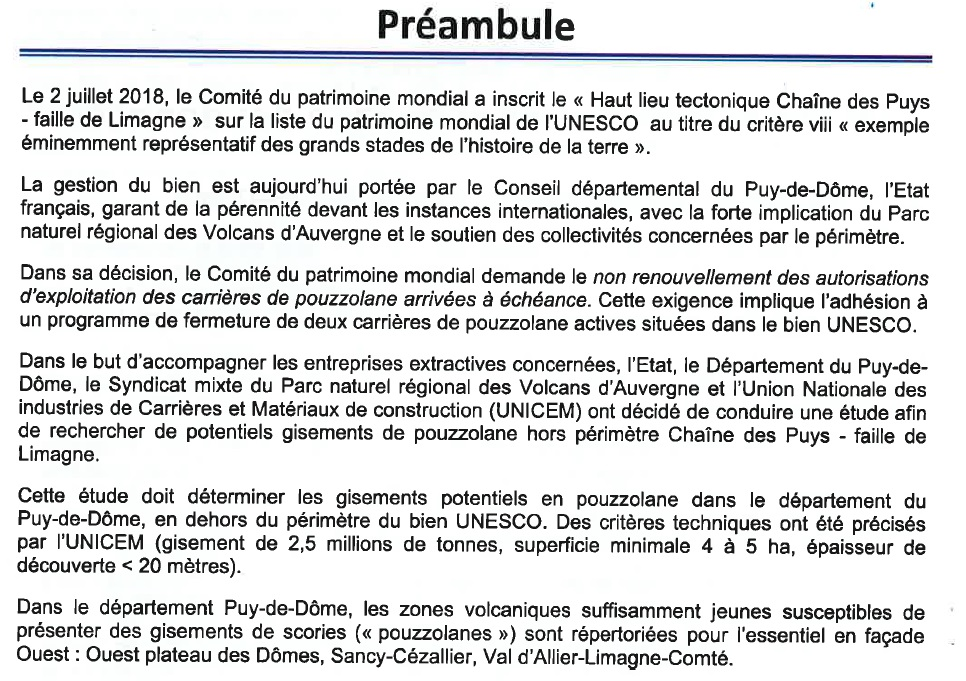 Préambule
Le 2 juillet 2018, le Comité du patrimoine mondial a inscrit le « Haut lieu tectonique Chaîne des Puys
- faille de Limagne » sur la liste du patrimoine mondial de l'UNESCO au titre du critère viii « exemple
éminemment représentatif des grands stades de l'histoire de la terre ».
La gestion du bien est aujourd'hui portée par le Conseil départemental du Puy-de-Dôme, l'Etat
français, garant de la pérennité devant les instances internationales, avec la forte implication du Parc
naturel régional des Volcans d'Auvergne et le soutien des collectivités concernées par le périmètre.
Dans sa décision, le Comité du patrimoine mondial demande le non renouvellement des autorisations
d'exploitation des carrières de pouzzolane arrivées à échéance. Cette exigence implique l'adhésion à
un programme de fermeture de deux carrières de pouzzolane actives situées dans le bien UNESCO.
Dans le but d'accompagner les entreprises extractives concernées, l'Etat, le Département du Puy-de-
Dôme, le Syndicat mixte du Parc naturel régional des Volcans d'Auvergne et l'Union Nationale des
industries de Carrières et Matériaux de construction (UNICEM) ont décidé de conduire une étude afin
de rechercher de potentiels gisements de pouzzolane hors périmètre Chaîne des Puys - faille de
Limagne.
Cette étude doit déterminer les gisements potentiels en pouzzolane dans le département du
Puy-de-Dôme, en dehors du périmètre du bien UNESCO. Des critères techniques ont été précisés
par l'UNICEM (gisement de 2,5 millions de tonnes, superficie minimale 4 à 5 ha, épaisseur de
découverte < 20 mètres).
Dans le département Puy-de-Dôme, les zones volcaniques suffisamment jeunes susceptibles de
présenter des gisements de scories (« pouzzolanes ») sont répertoriées pour l'essentiel en façade
Ouest : Ouest plateau des Dômes, Sancy-Cézallier, Val d'Allier-Limagne-Comté.